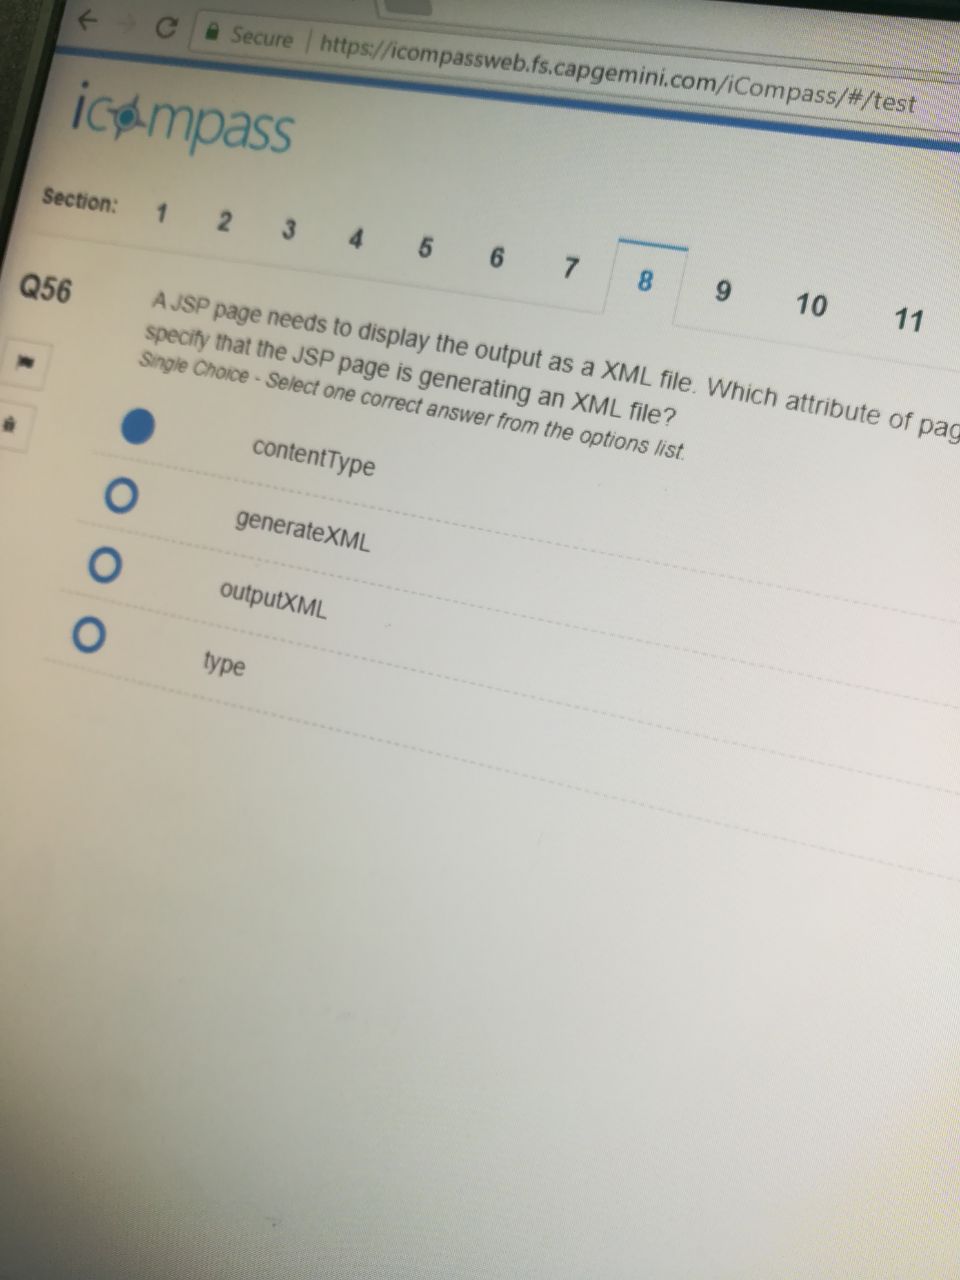 Secure | https://icompassweb.fs.capgemini.com/iCompass/#/test
icompass
Section: 1 2 3 4 5 6 7 8 9 10 11
Q56
A JSP page needs to display the output as a XML file. Which attribute of pag
specify that the JSP page is generating an XML file?
Single Choice - Select one correct answer from the options list.
contentType
generateXML
outputXML
type